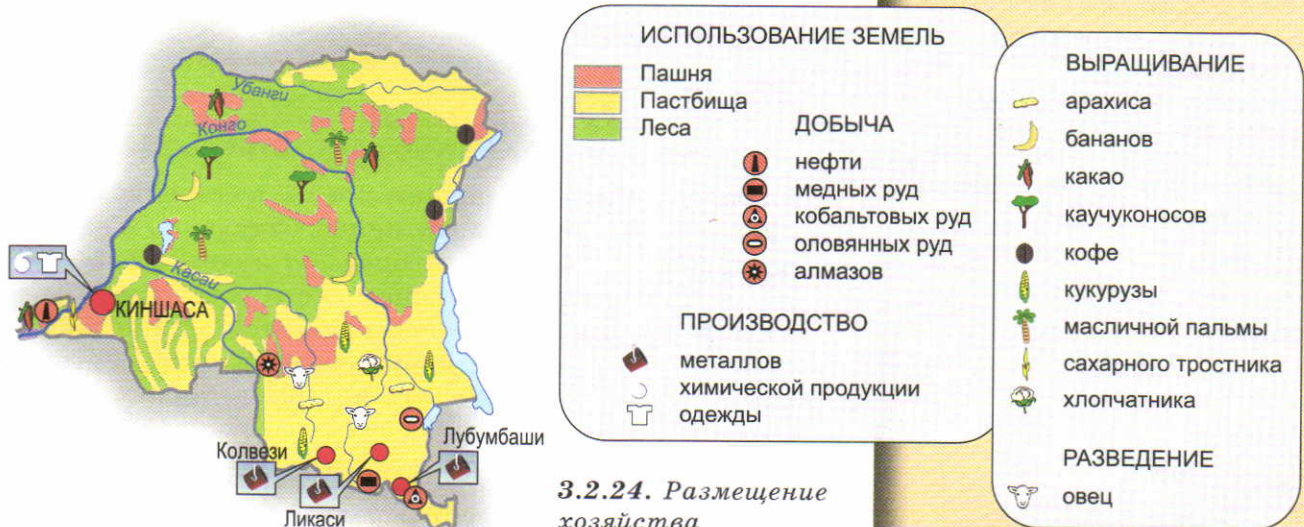 Убанги
Конго
Касаи
КИНШАСА
Колвези
Ликаси
Лубумбаши
ИСПОЛЬЗОВАНИЕ ЗЕМЕЛЬ
Пашня
Пастбища
Леса
ДОБЫЧА
нефти
медных руд
кобальтовых руд
оловянных руд
алмазов
ПРОИЗВОДСТВО
металлов
химической продукции
одежды
ВЫРАЩИВАНИЕ
арахиса
бананов
какао
каучуконосов
кофе
кукурузы
масличной пальмы
сахарного тростника
хлопчатника
РАЗВЕДЕНИЕ
овец
3.2.24. Размещение
хозяйства